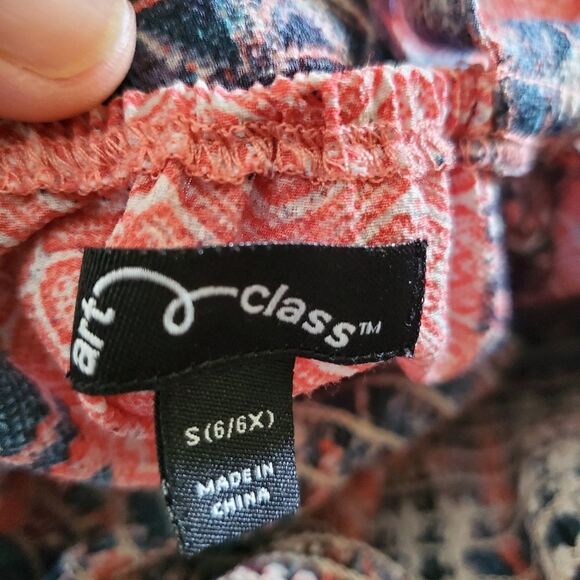 art class™
S(6/6X)
MADE IN
CHINA